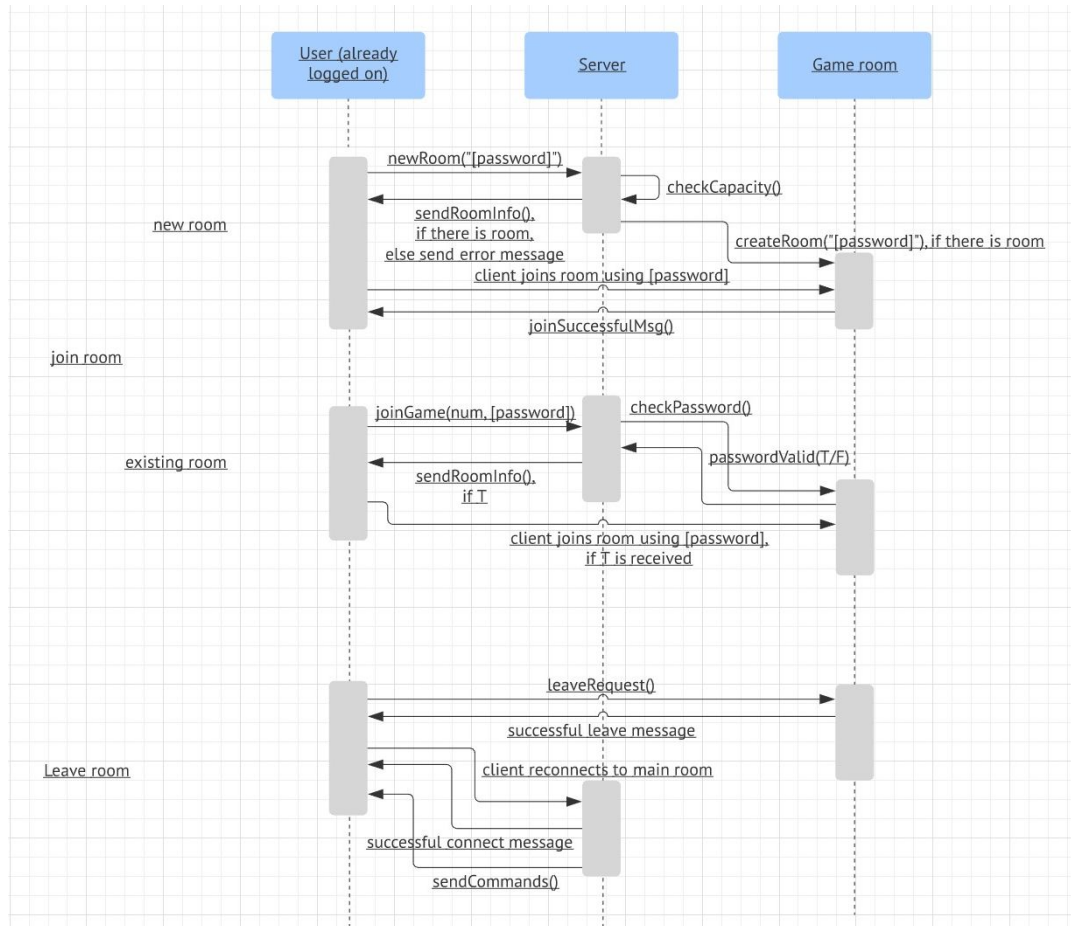 User (already
logged on)
Server
Game room
newRoom("[password]")
checkCapacity()
sendRoomInfo(),
if there is room,
else send error message
new room
createRoom("[password]"), if there is room
client joins room using [password]
joinSuccessfulMsg()
join room
joinGame(num, [password])
checkPassword()
existing room
passwordValid(T/F)
sendRoomInfo(),
if T
client joins room using [password],
if T is received
leaveRequest()
successful leave message
Leave room
client reconnects to main room
successful connect message
sendCommands()